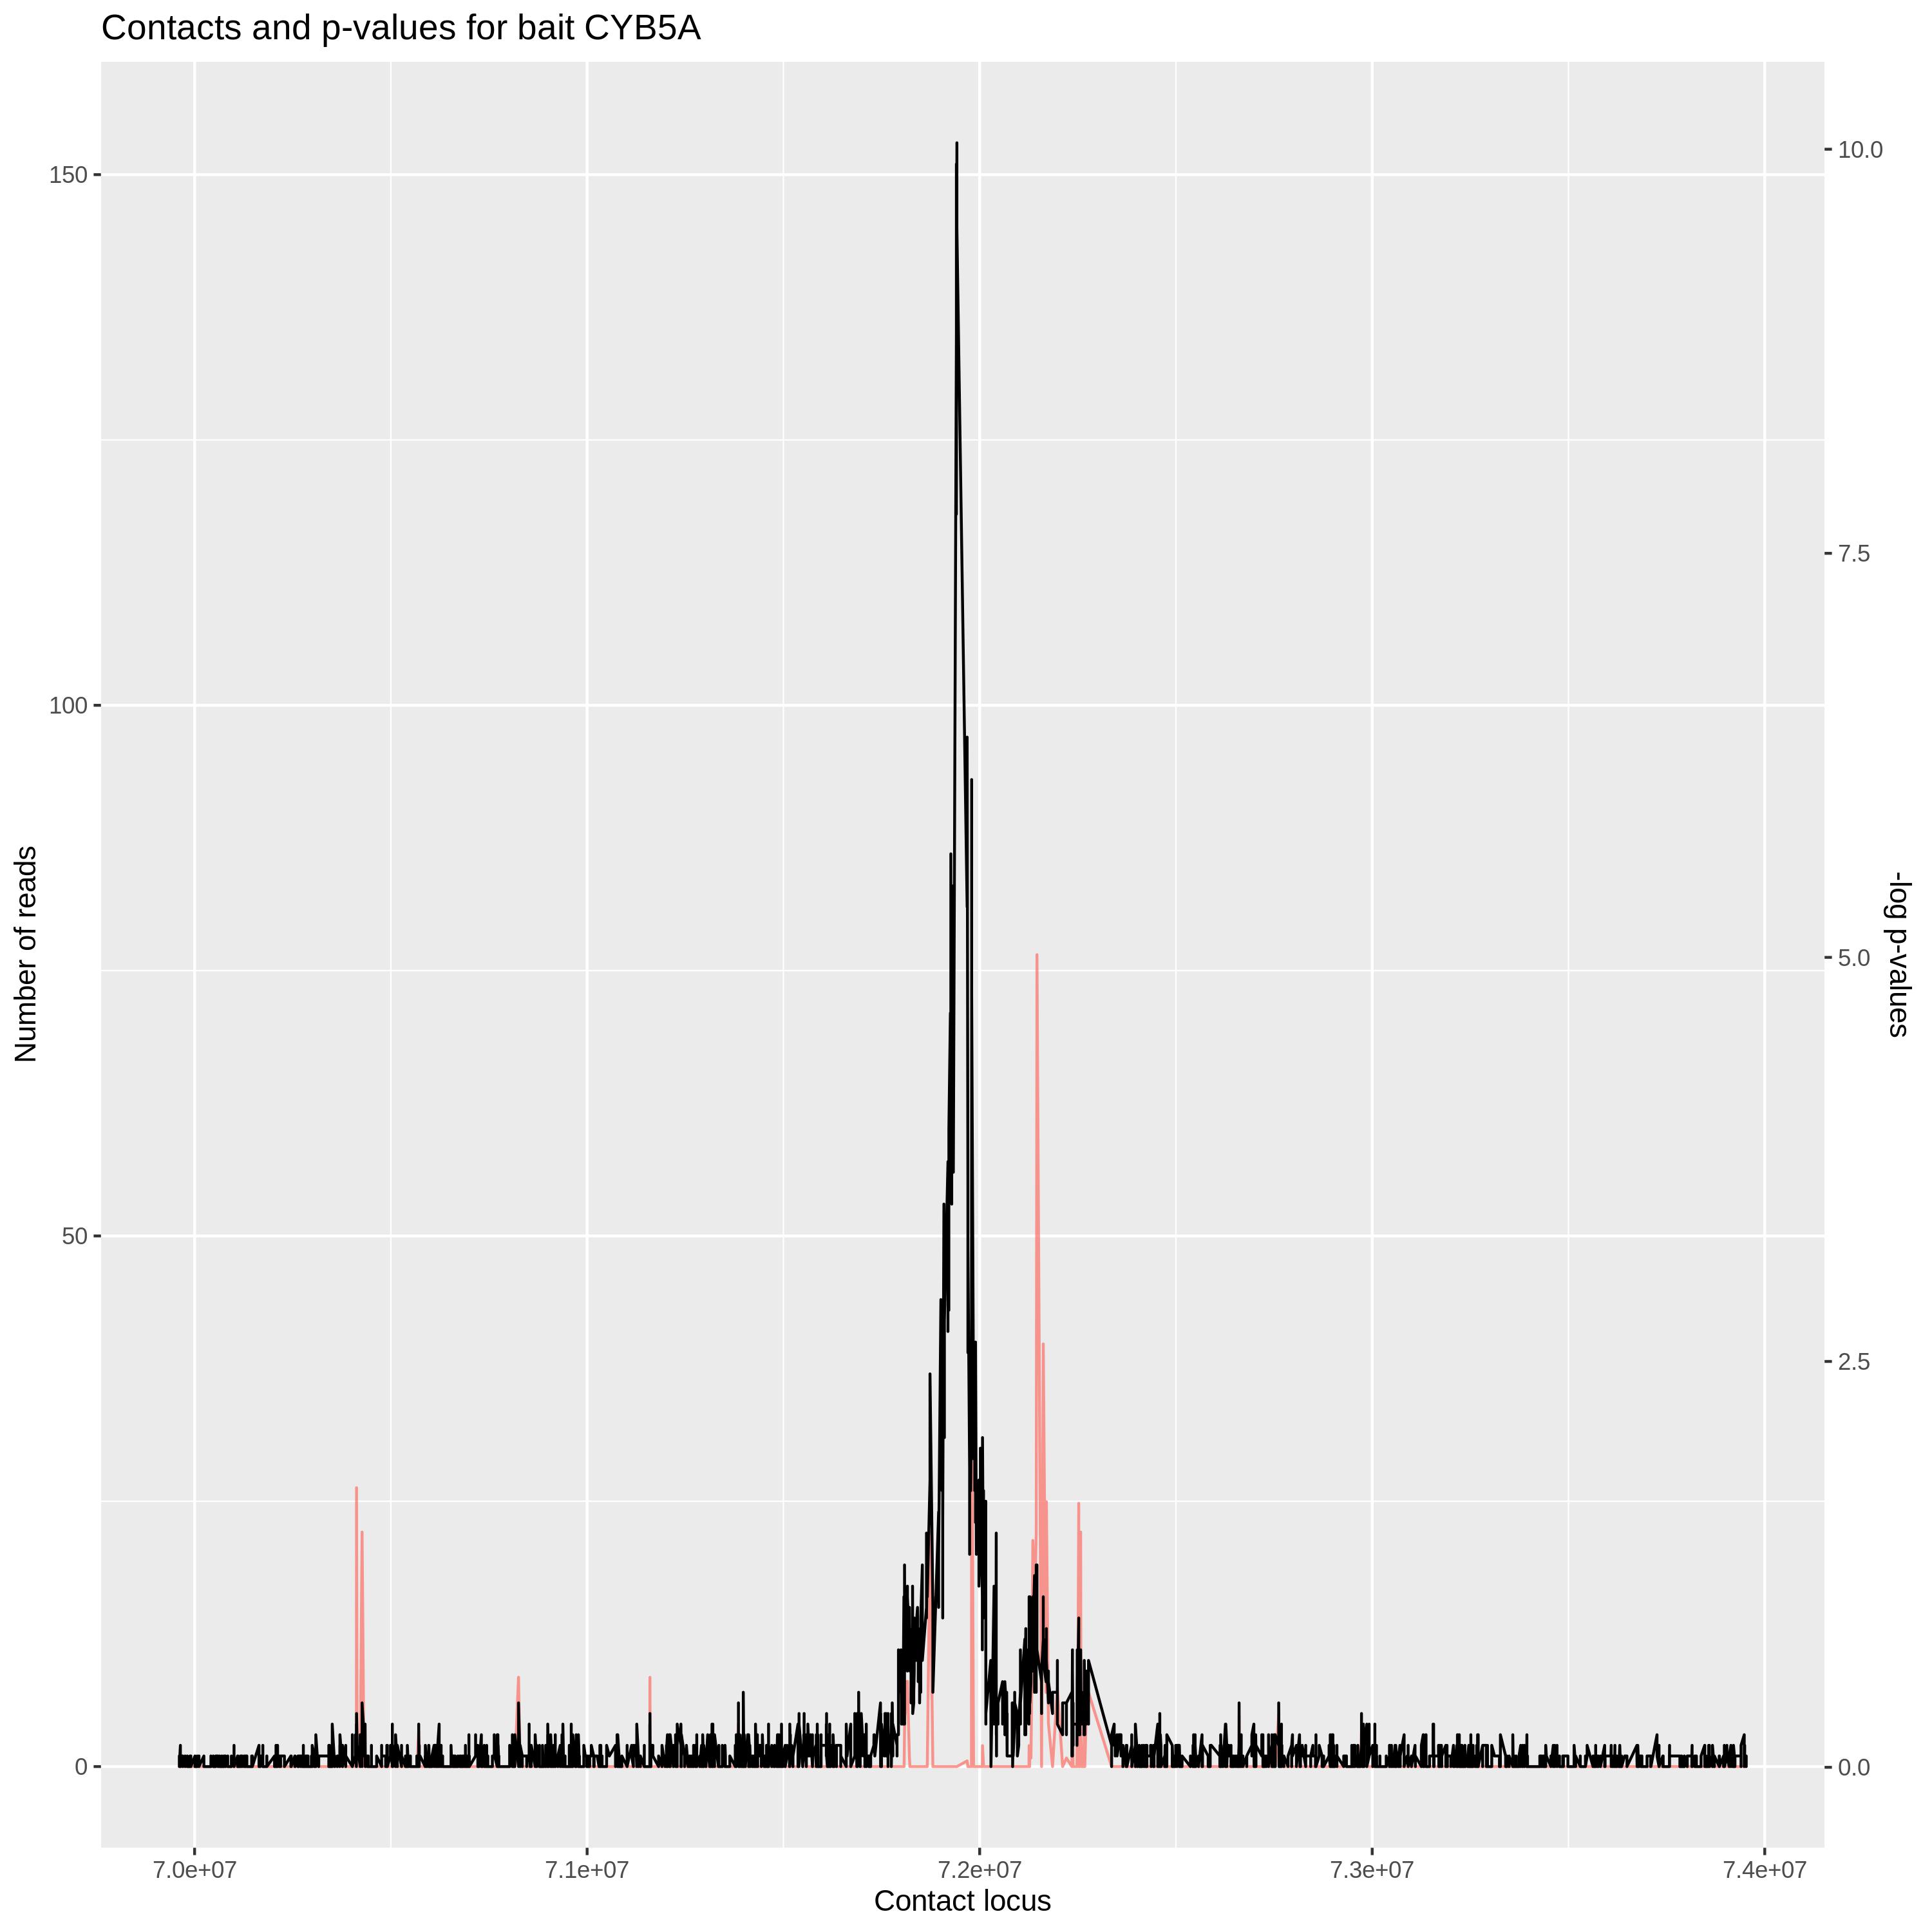 Contacts and p-values for bait CYB5A
150
100
50
0
Number of reads
10.0
7.5
5.0
2.5
0.0
-log p-values
7.0e+07
7.1e+07
7.2e+07
7.3e+07
7.4e+07
Contact locus